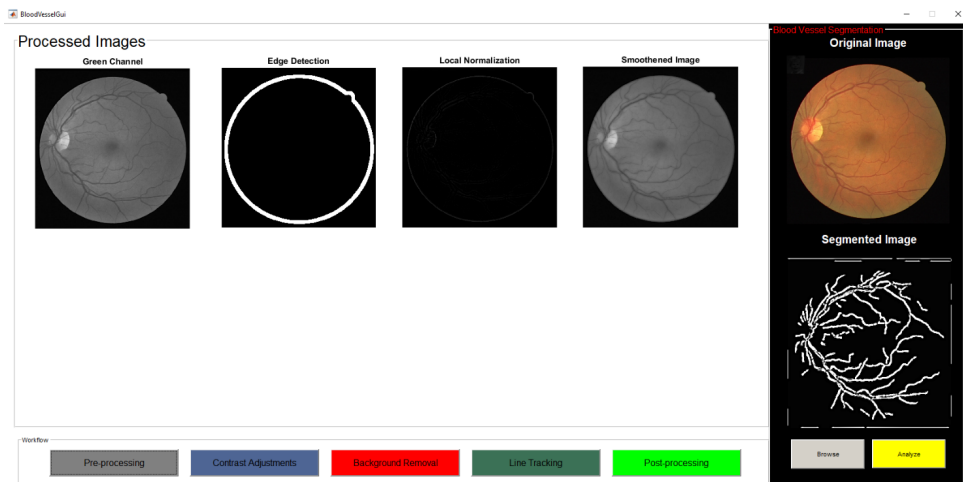 BloodVesselGui
Processed Images
Green Channel
Edge Detection
Local Normalization
Smoothened Image
Blood Vessel Segmentation
Original Image
Segmented Image
Workflow
Pre-processing
Contrast Adjustments
Background Removal
Line Tracking
Post-processing
Browse
Analyze